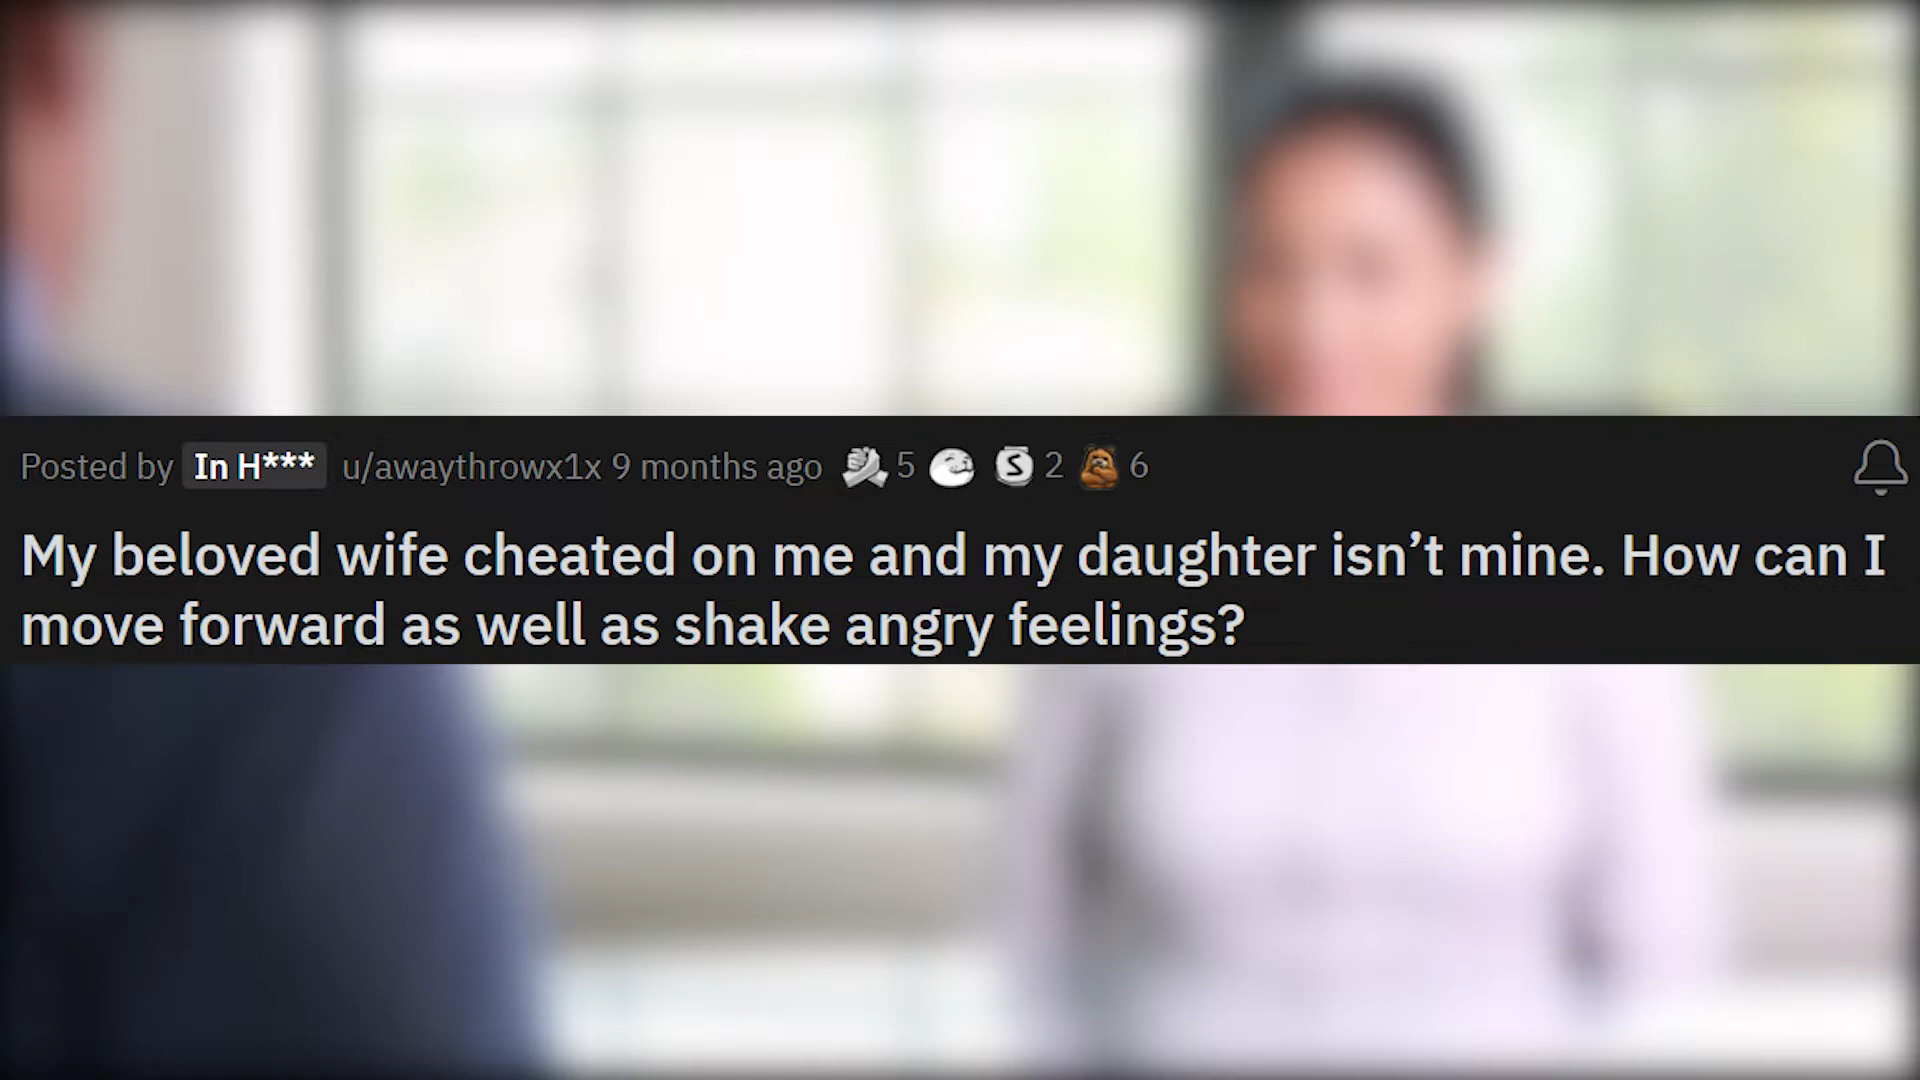 Posted by In H*** u/awaythrowx1x 9 months ago 5 S 2 6
My beloved wife cheated on me and my daughter isn’t mine. How can I
move forward as well as shake angry feelings?